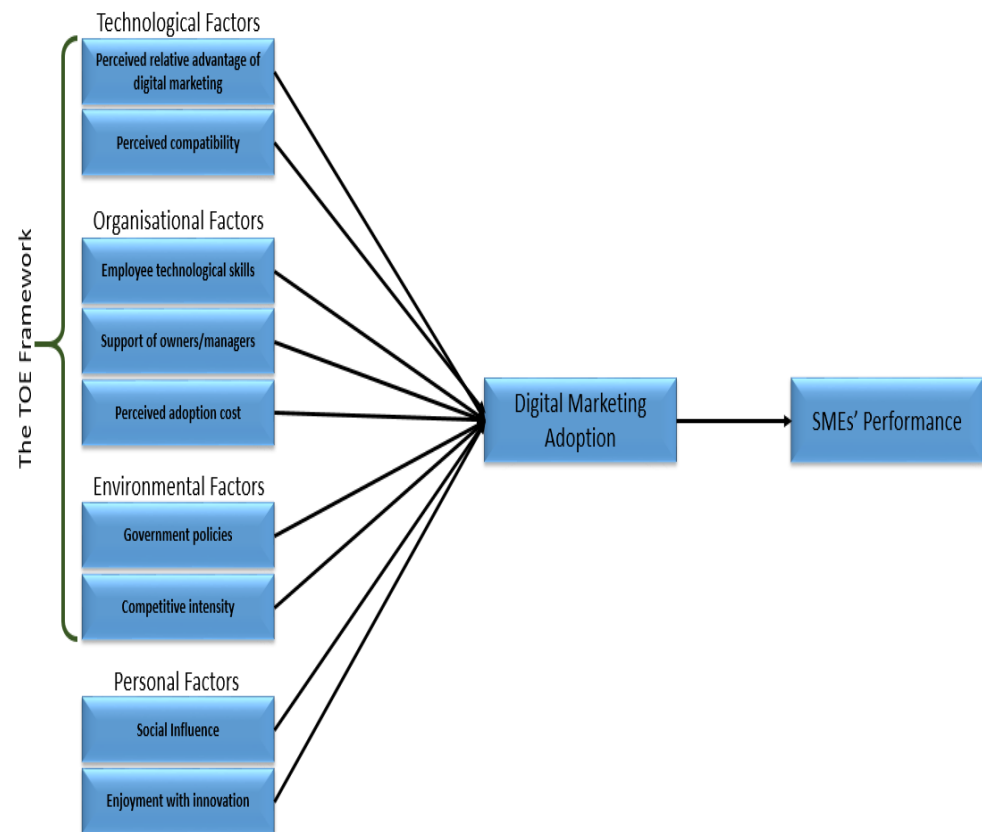 The TOE Framework
Technological Factors
Perceived relative advantage of
digital marketing
Perceived compatibility
Organisational Factors
Employee technological skills
Support of owners/managers
Perceived adoption cost
Environmental Factors
Government policies
Competitive intensity
Personal Factors
Social Influence
Enjoyment with innovation
Digital Marketing
Adoption
SMEs' Performance